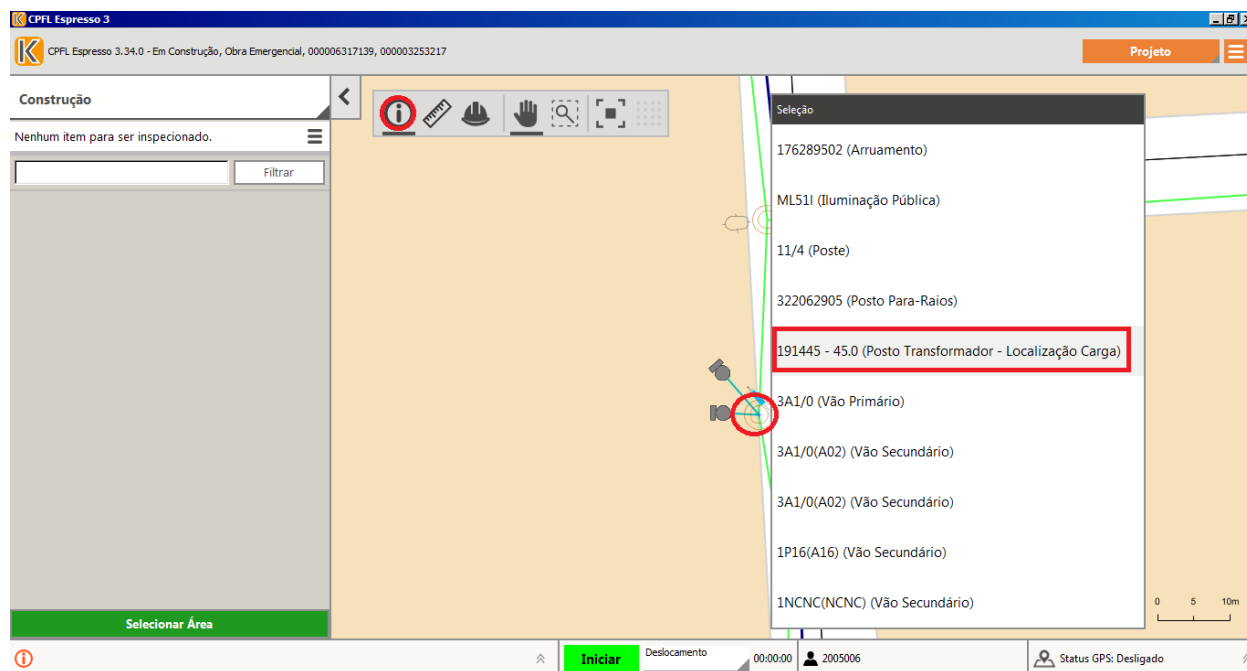 CPFL Espresso 3
CPFL Espresso 3.34.0 - Em Construção, Obra Emergencial, 000006317139, 000003253217
Projeto
Construção
Nenhum item para ser inspecionado.
Filtrar
Seleção
176289502 (Arruamento)
ML51I (Iluminação Pública)
11/4 (Poste)
322062905 (Posto Para-Raios)
191445 - 45.0 (Posto Transformador - Localização Carga)
3A1/0 (Vão Primário)
3A1/0(A02) (Vão Secundário)
3A1/0(A02) (Vão Secundário)
1P16(A16) (Vão Secundário)
1NCNC(NCNC) (Vão Secundário)
0 5 10m
Selecionar Área
Iniciar
Deslocamento
00:00:00
2005006
Status GPS: Desligado